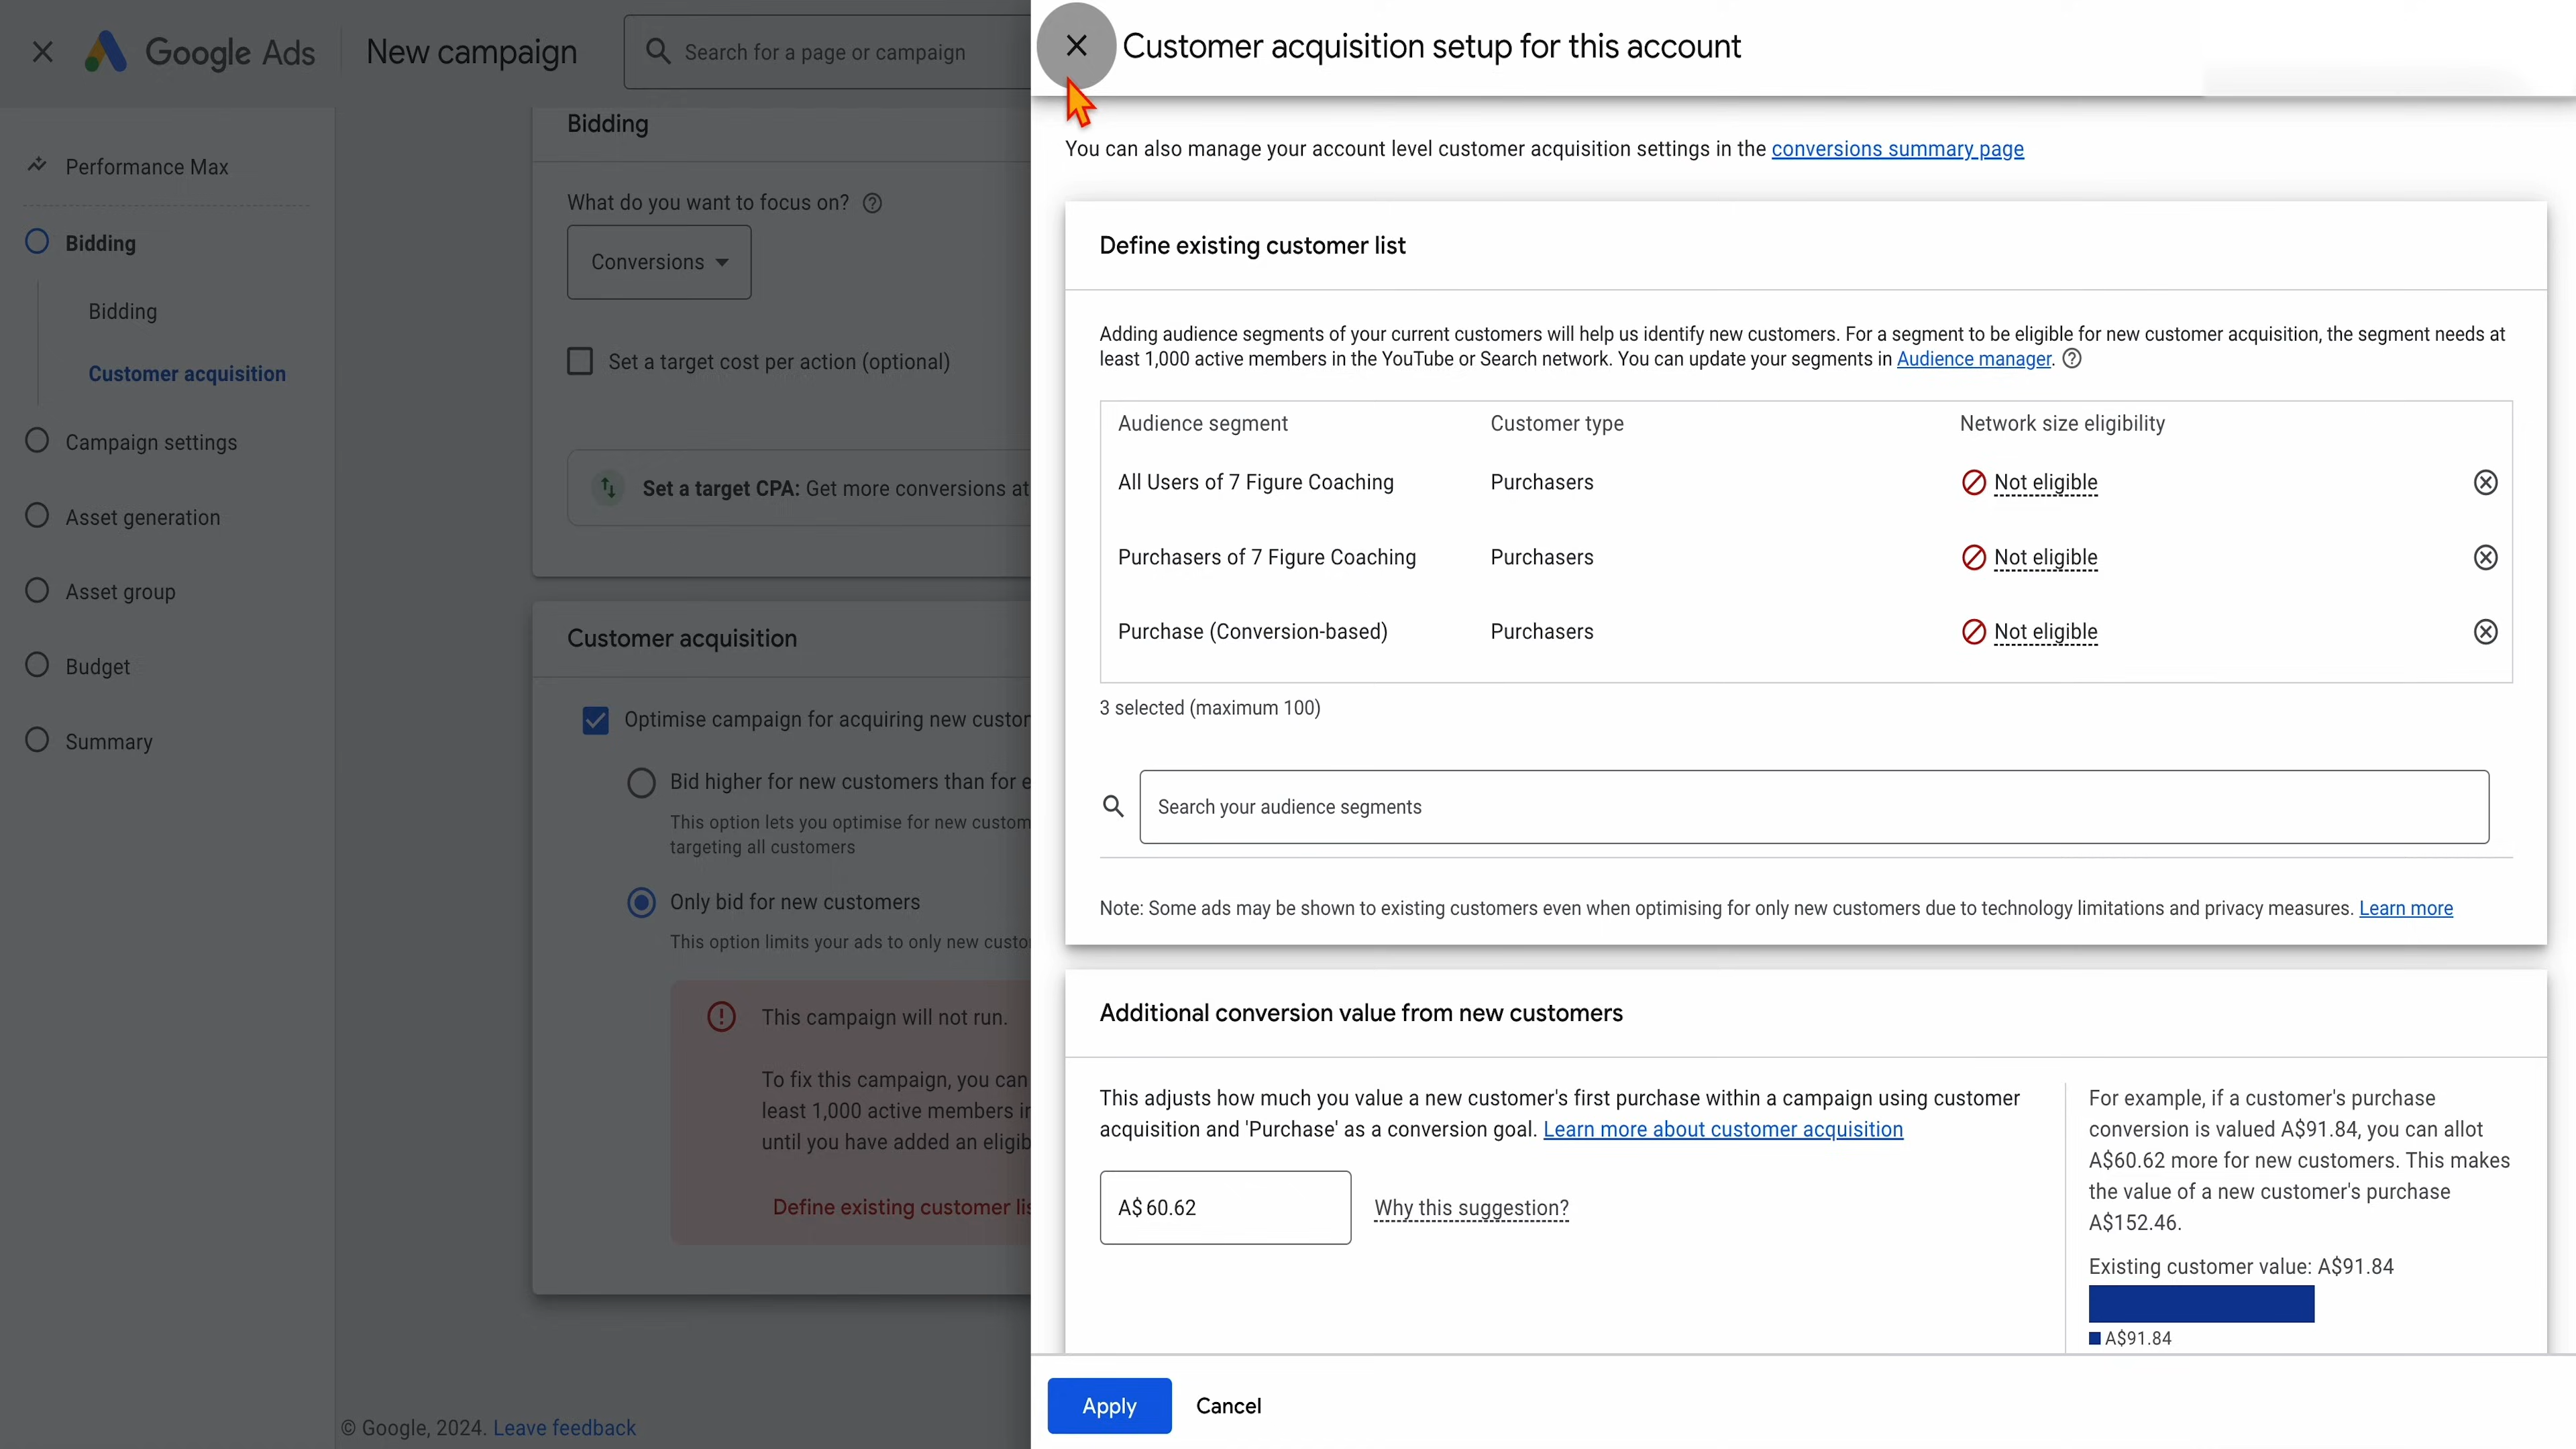 Google Ads
New campaign
Search for a page or campaign
Performance Max
Bidding
Bidding
Customer acquisition
Campaign settings
Asset generation
Asset group
Budget
Summary
Bidding
What do you want to focus on?
Conversions
Set a target cost per action (optional)
Set a target CPA: Get more conversions at
Customer acquisition
Optimise campaign for acquiring new custor
Bid higher for new customers than for e
This option lets you optimise for new custom
targeting all customers
Only bid for new customers
This option limits your ads to only new custo
This campaign will not run.
To fix this campaign, you can
least 1,000 active members in
until you have added an eligib
Define existing customer lis
© Google, 2024. Leave feedback
Customer acquisition setup for this account
You can also manage your account level customer acquisition settings in the conversions summary page
Define existing customer list
Adding audience segments of your current customers will help us identify new customers. For a segment to be eligible for new customer acquisition, the segment needs at
least 1,000 active members in the YouTube or Search network. You can update your segments in Audience manager.
Audience segment Customer type Network size eligibility
All Users of 7 Figure Coaching Purchasers Not eligible
Purchasers of 7 Figure Coaching Purchasers Not eligible
Purchase (Conversion-based) Purchasers Not eligible
3 selected (maximum 100)
Search your audience segments
Note: Some ads may be shown to existing customers even when optimising for only new customers due to technology limitations and privacy measures. Learn more
Additional conversion value from new customers
This adjusts how much you value a new customer's first purchase within a campaign using customer
acquisition and 'Purchase' as a conversion goal. Learn more about customer acquisition
A$ 60.62
Why this suggestion?
For example, if a customer's purchase
conversion is valued A$91.84, you can allot
A$60.62 more for new customers. This makes
the value of a new customer's purchase
A$152.46.
Existing customer value: A$91.84
A$91.84
Apply
Cancel